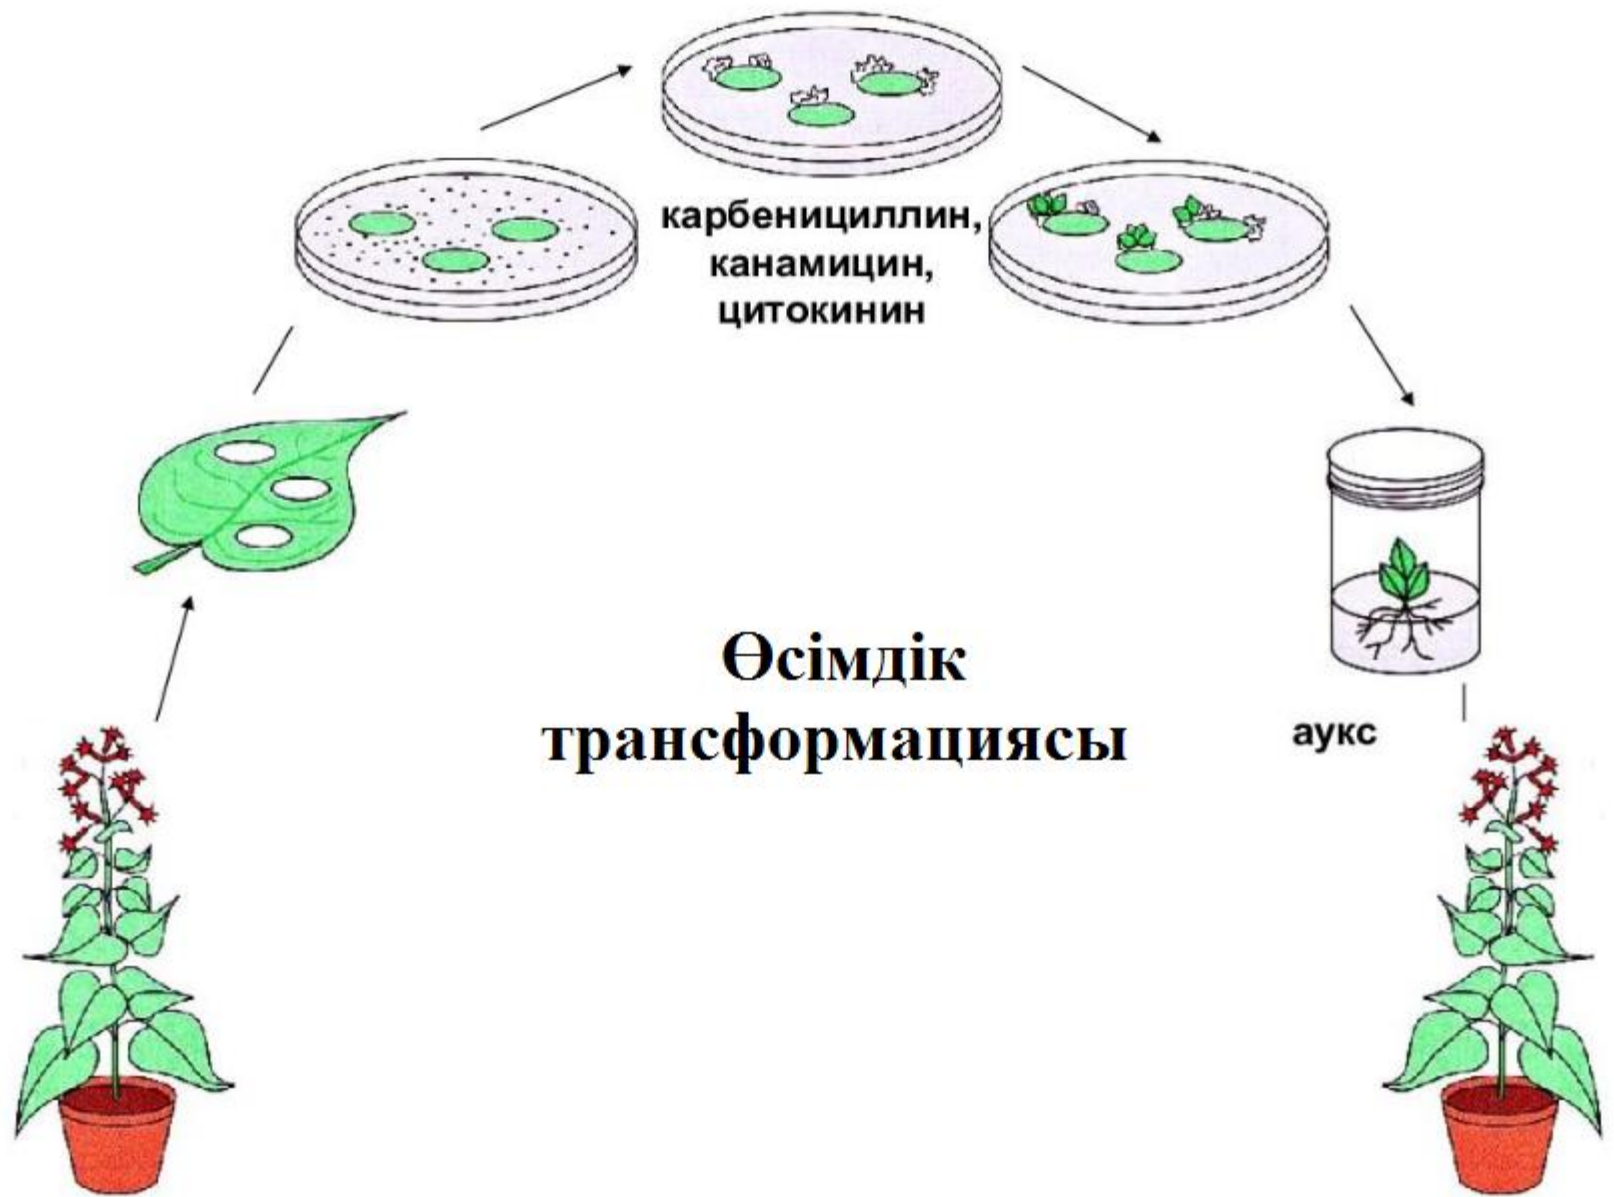 карбенициллин,
канамицин,
цитокинин
Өсімдік
трансформациясы
аукс